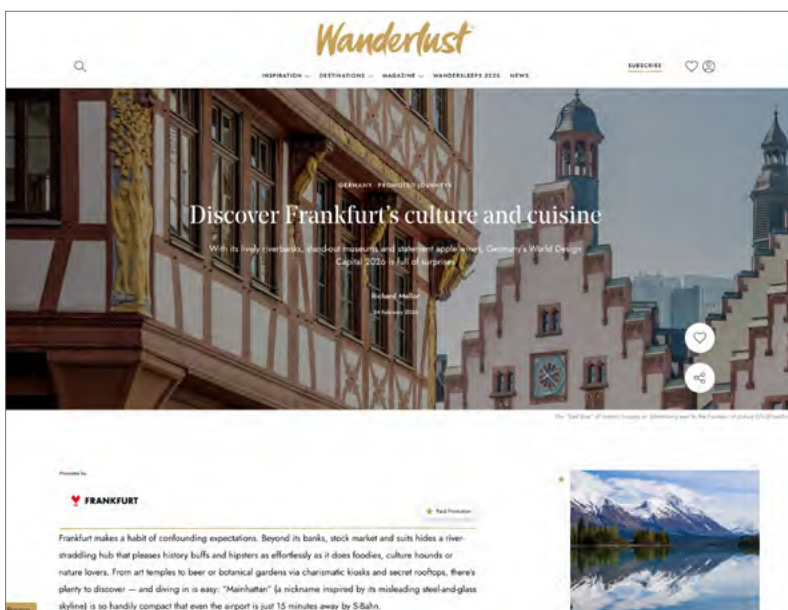 Wanderlust
SUBSCRIBE
INSPIRATION DESTINATIONS MAGAZINE WANDERSLEEPS 2026 NEWS
GERMANY PROMOTED JOURNEYS
Discover Frankfurt's culture and cuisine
With its lively riverbanks, stand-out museums and statement apple wines, Germany's World Design
Capital 2026 is full of surprises
Richard Mellor
24 February 2026
Promoted by
FRANKFURT
Paid Promotion
Frankfurt makes a habit of confounding expectations. Beyond its banks, stock market and suits hides a river-
straddling hub that pleases history buffs and hipsters as effortlessly as it does foodies, culture hounds or
nature lovers. From art temples to beer or botanical gardens via charismatic kiosks and secret rooftops, there's
plenty to discover — and diving in is easy: "Mainhattan" (a nickname inspired by its misleading steel-and-glass
skyline) is so handily compact that even the airport is just 15 minutes away by S-Bahn.